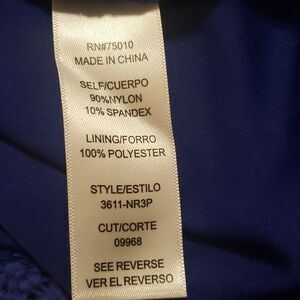 RN#75010
MADE IN CHINA
SELF/CUERPO
90%NYLON
10% SPANDEX
LINING/FORRO
100% POLYESTER
STYLE/ESTILO
3611-NR3P
CUT/CORTE
09968
SEE REVERSE
VER EL REVERSO